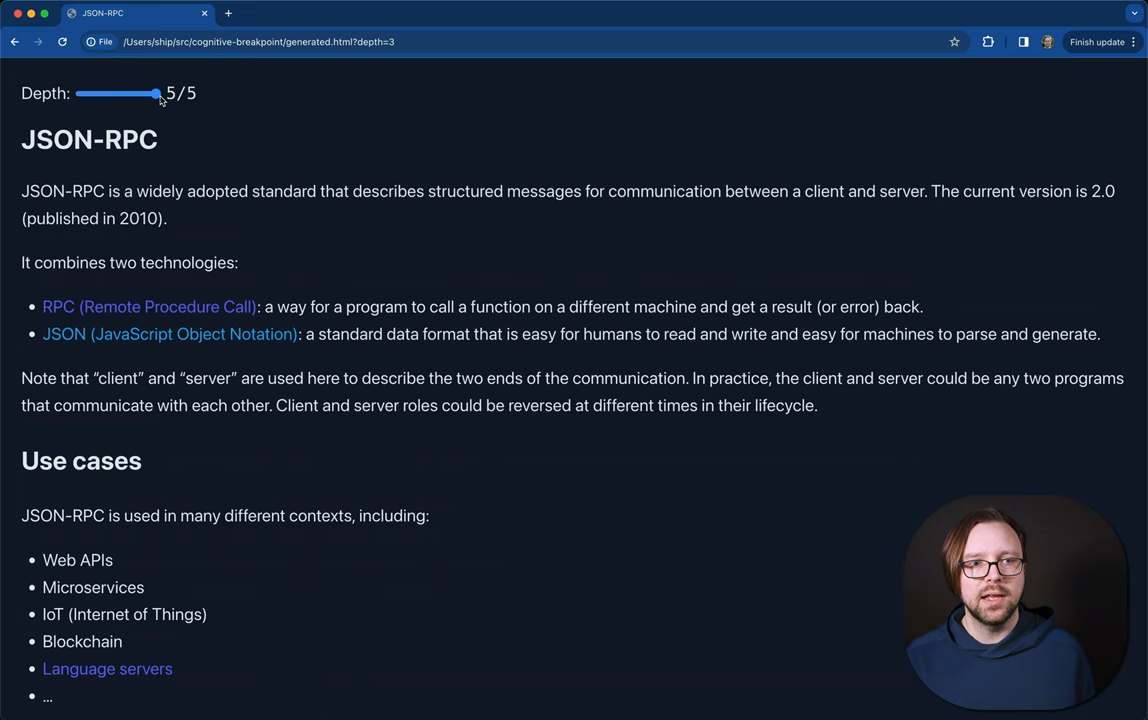 JSON-RPC
File
/Users/ship/src/cognitive-breakpoint/generated.html?depth=3
Finish update
Depth: 5/5
JSON-RPC
JSON-RPC is a widely adopted standard that describes structured messages for communication between a client and server. The current version is 2.0
(published in 2010).
It combines two technologies:
• RPC (Remote Procedure Call): a way for a program to call a function on a different machine and get a result (or error) back.
• JSON (JavaScript Object Notation): a standard data format that is easy for humans to read and write and easy for machines to parse and generate.
Note that “client” and “server” are used here to describe the two ends of the communication. In practice, the client and server could be any two programs
that communicate with each other. Client and server roles could be reversed at different times in their lifecycle.
Use cases
JSON-RPC is used in many different contexts, including:
• Web APIs
• Microservices
• IoT (Internet of Things)
• Blockchain
• Language servers
• ...